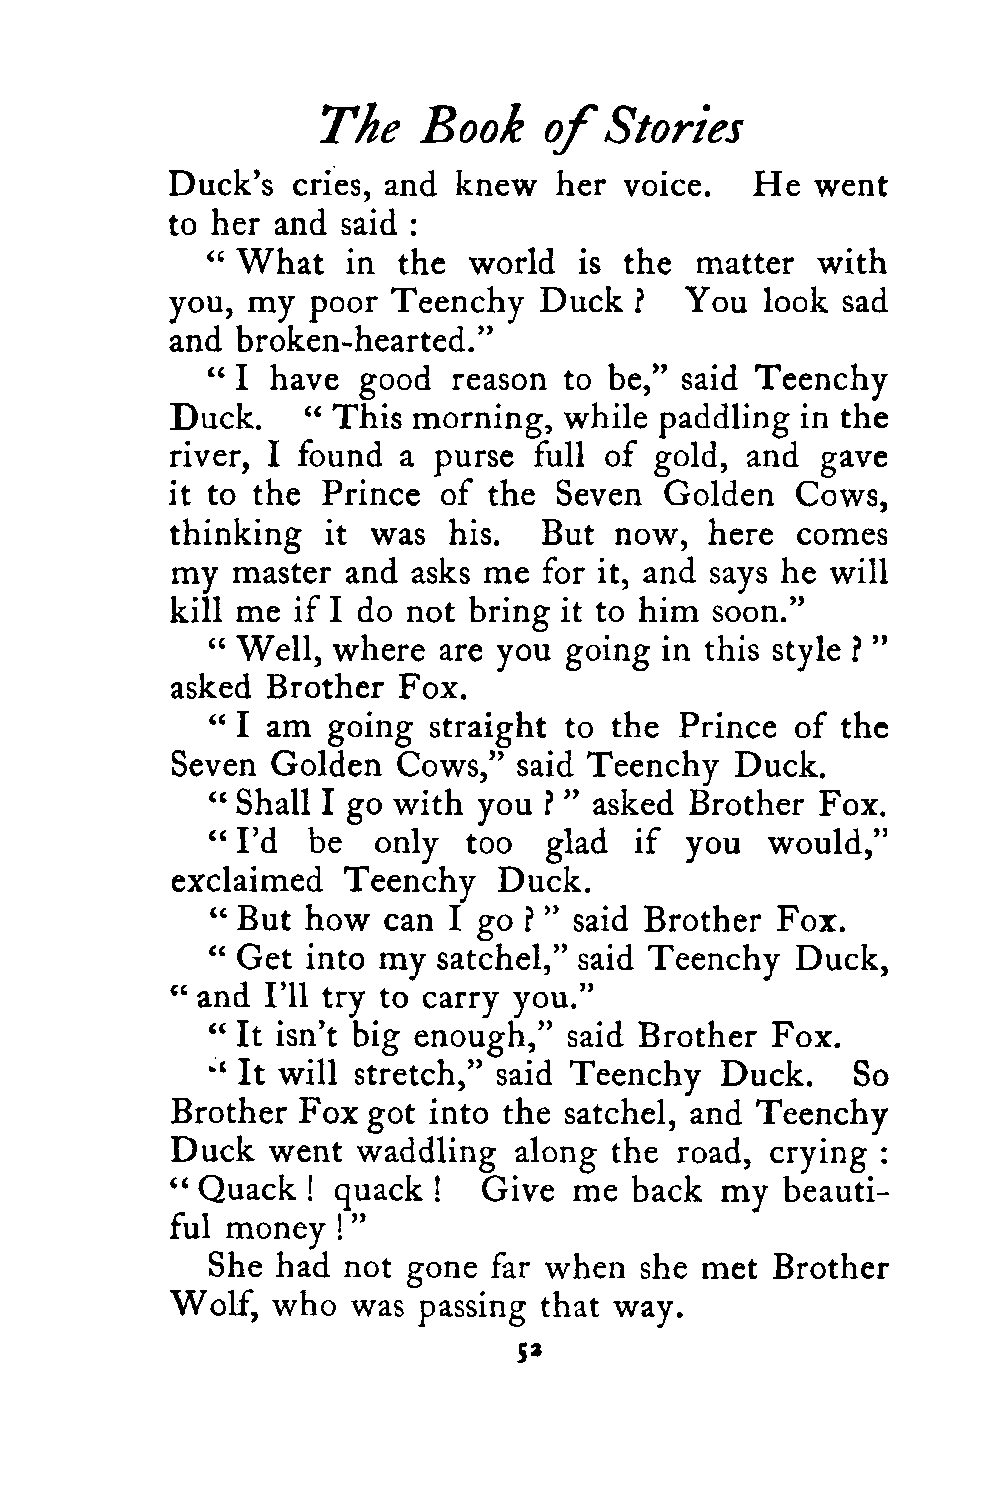 The Book of Stories
Duck's cries, and knew her voice. He went
to her and said :
" What in the world is the matter with
you, my poor Teenchy Duck ? You look sad
and broken-hearted."
" I have good reason to be," said Teenchy
Duck. " This morning, while paddling in the
river, I found a purse full of gold, and gave
it to the Prince of the Seven Golden Cows,
thinking it was his. But now, here comes
my master and asks me for it, and says he will
kill me if I do not bring it to him soon."
" Well, where are you going in this style ? "
asked Brother Fox.
" I am going straight to the Prince of the
Seven Golden Cows," said Teenchy Duck.
" Shall I go with you ? " asked Brother Fox.
" I'd be only too glad if you would,"
exclaimed Teenchy Duck.
" But how can I go ? " said Brother Fox.
" Get into my satchel," said Teenchy Duck,
" and I'll try to carry you."
" It isn't big enough," said Brother Fox.
" It will stretch," said Teenchy Duck. So
Brother Fox got into the satchel, and Teenchy
Duck went waddling along the road, crying :
" Quack ! quack ! Give me back my beauti-
ful money ! "
She had not gone far when she met Brother
Wolf, who was passing that way.
52